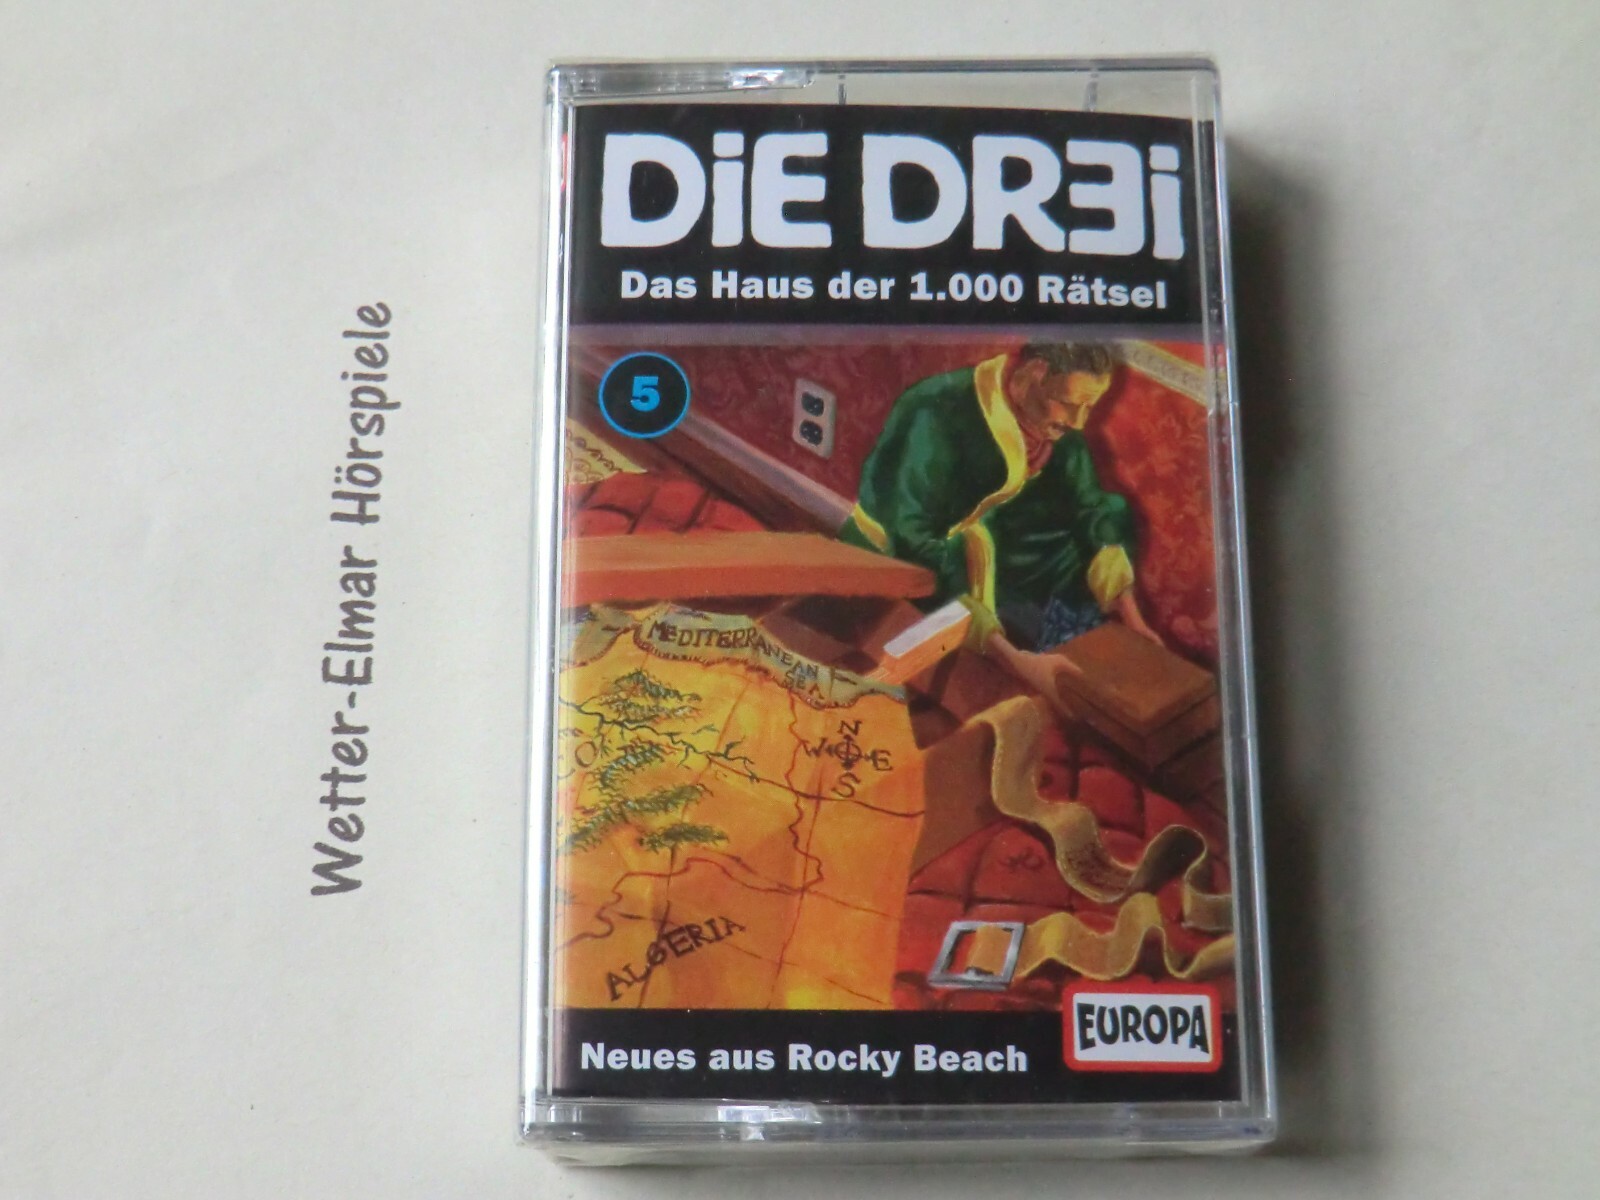 Wetter-Elmar Hörspiele
DiE DR3i
Das Haus der 1.000 Rätsel
5
MEDITERRANEAN
SEA
N
W E
S
CO
ALGERIA
EUROPA
Neues aus Rocky Beach